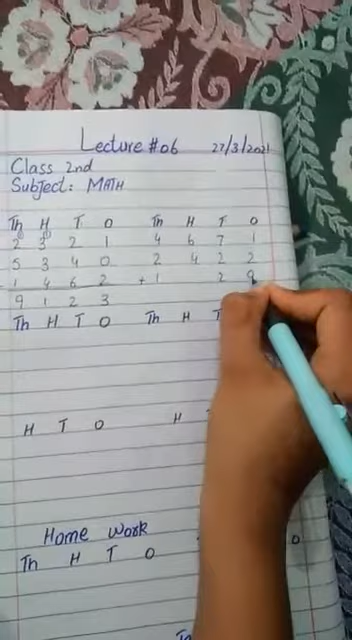 Lecture #06 27/3/2021
Class 2nd
Subject: MATH
Th H T O Th H T O
2 3 2 1 4 6 7 1
5 3 4 0 2 4 2 2
1 4 6 2 + 1 2 9
9 1 2 3
Th H T O Th H T
H T O H
Home Work
Th H T O O
Th